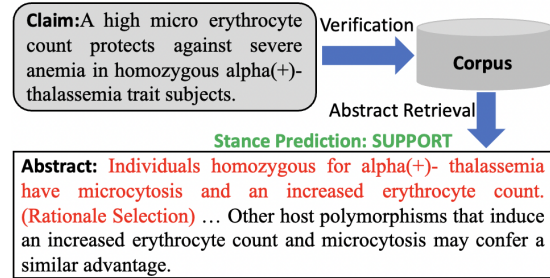 Claim:A high micro erythrocyte
count protects against severe
anemia in homozygous alpha(+)-
thalassemia trait subjects.
Verification
Corpus
Abstract Retrieval
Stance Prediction: SUPPORT
Abstract: Individuals homozygous for alpha(+)- thalassemia
have microcytosis and an increased erythrocyte count.
(Rationale Selection) ... Other host polymorphisms that induce
an increased erythrocyte count and microcytosis may confer a
similar advantage.